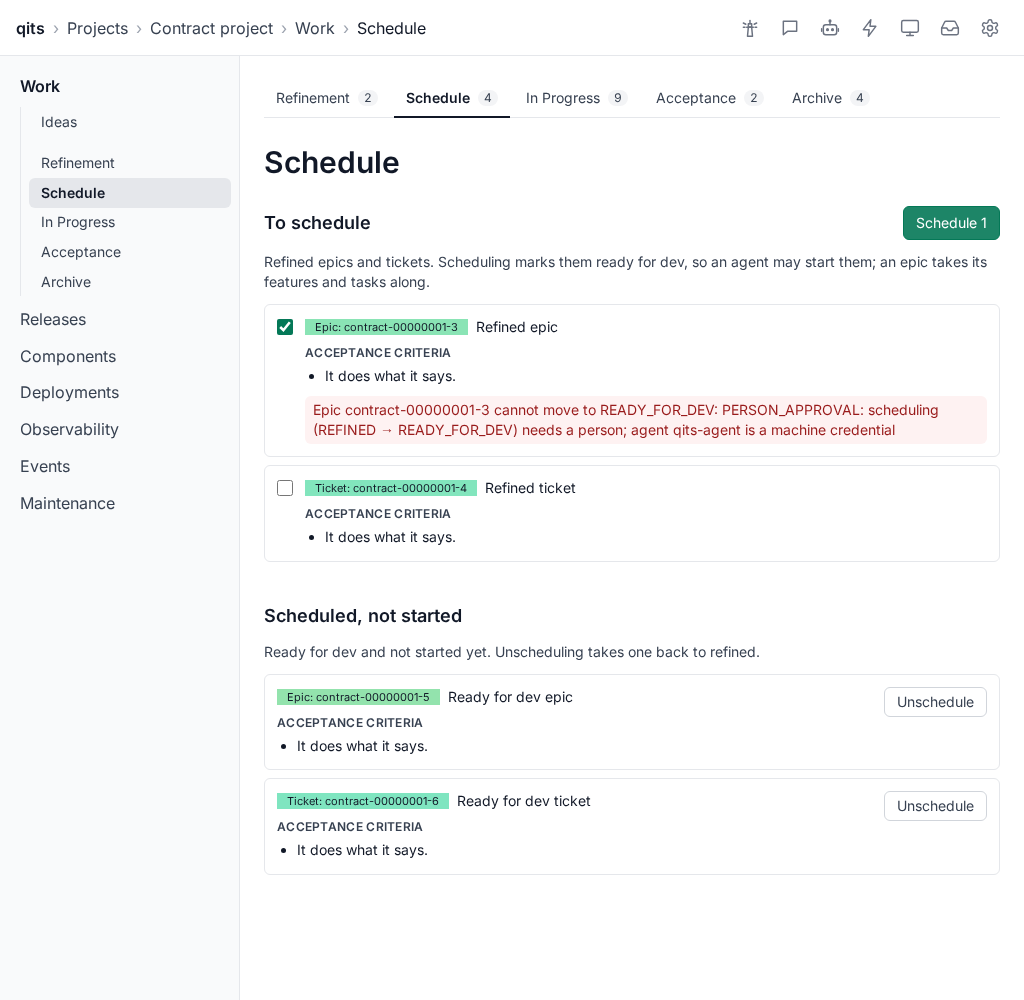 qits › Projects › Contract project › Work › Schedule
Work
Ideas
Refinement
Schedule
In Progress
Acceptance
Archive
Releases
Components
Deployments
Observability
Events
Maintenance
Refinement 2 Schedule 4 In Progress 9 Acceptance 2 Archive 4
Schedule
To schedule
Schedule 1
Refined epics and tickets. Scheduling marks them ready for dev, so an agent may start them; an epic takes its
features and tasks along.
Epic: contract-00000001-3 Refined epic
ACCEPTANCE CRITERIA
• It does what it says.
Epic contract-00000001-3 cannot move to READY_FOR_DEV: PERSON_APPROVAL: scheduling
(REFINED → READY_FOR_DEV) needs a person; agent qits-agent is a machine credential
Ticket: contract-00000001-4 Refined ticket
ACCEPTANCE CRITERIA
• It does what it says.
Scheduled, not started
Ready for dev and not started yet. Unscheduling takes one back to refined.
Epic: contract-00000001-5 Ready for dev epic
Unschedule
ACCEPTANCE CRITERIA
• It does what it says.
Ticket: contract-00000001-6 Ready for dev ticket
Unschedule
ACCEPTANCE CRITERIA
• It does what it says.